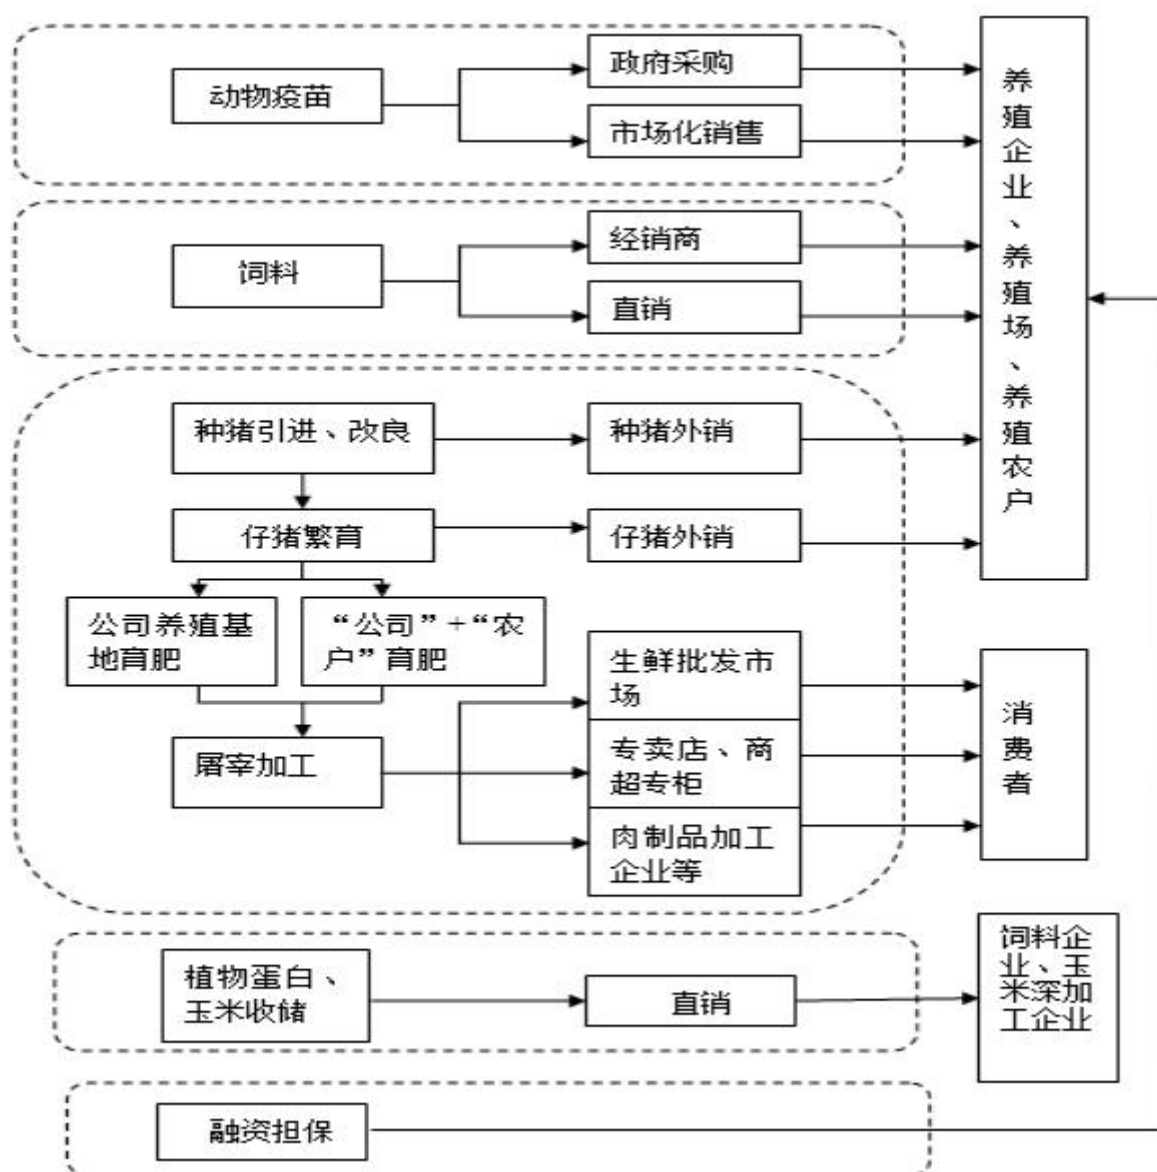 动物疫苗
政府采购
市场化销售
饲料
经销商
直销
养殖企业、养殖场、养殖农户
种猪引进、改良
种猪外销
仔猪繁育
仔猪外销
公司养殖基
地育肥
“公司”+“农
户”育肥
屠宰加工
生鲜批发市
场
专卖店、商
超专柜
肉制品加工
企业等
消费者
植物蛋白、
玉米收储
直销
饲料企
业、玉
米深加
工企业
融资担保